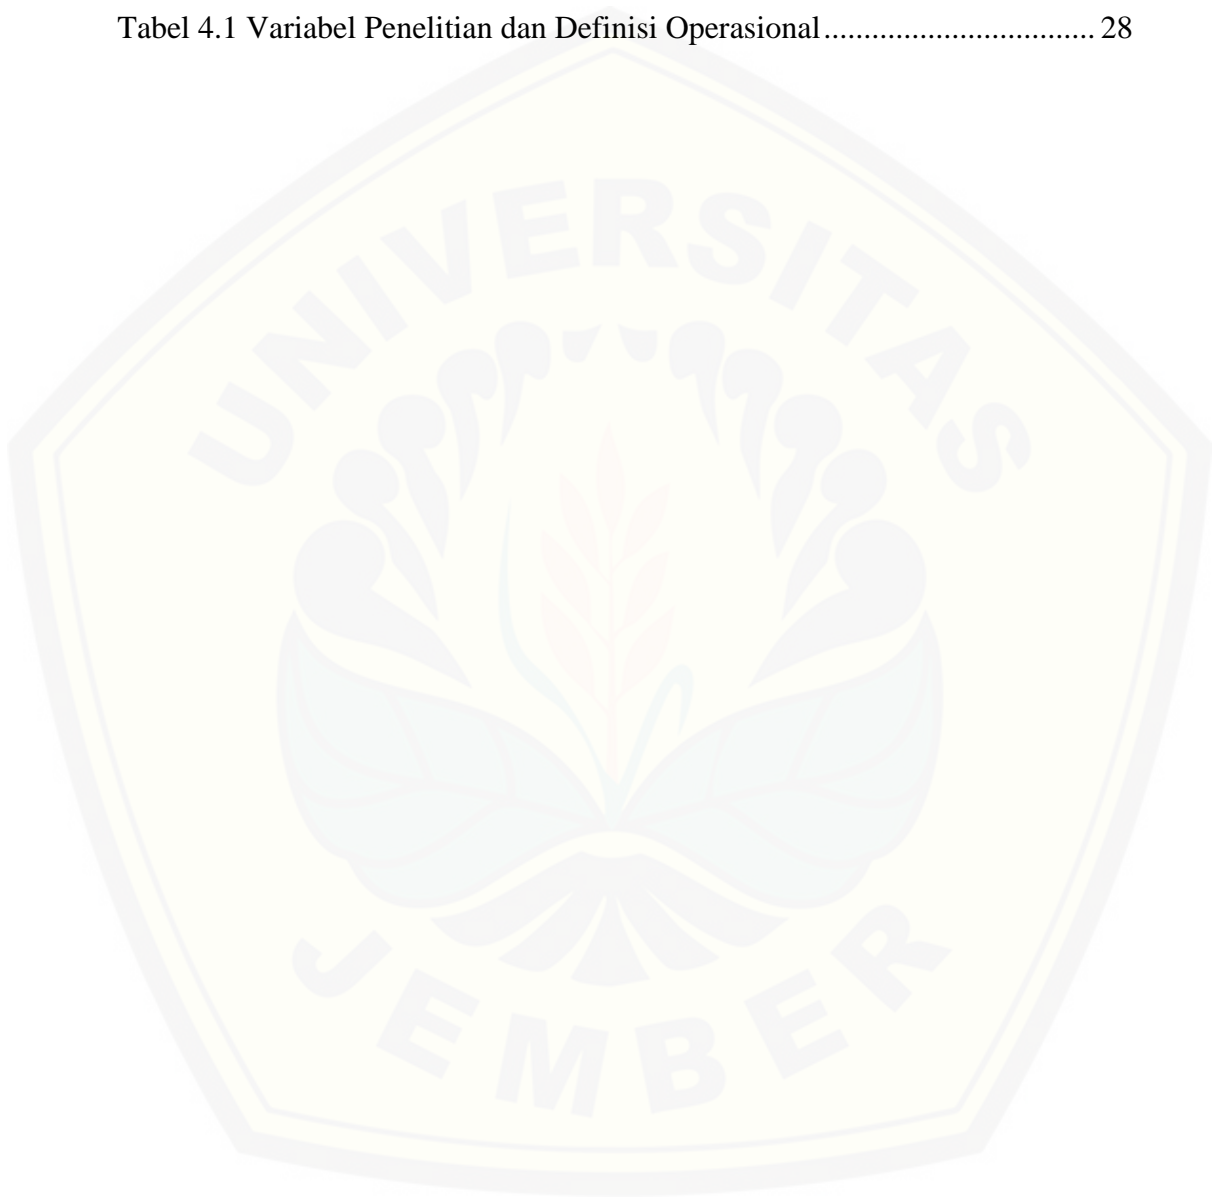 Tabel 4.1 Variabel Penelitian dan Definisi Operasional ................................ 28
UNIVERSITAS
JEMBER